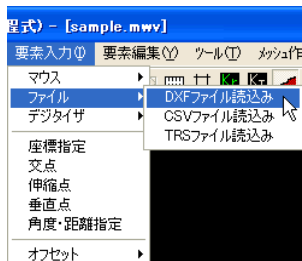 程式) - [sample.mwv]
要素入力(I) 要素編集(Y) ツール(T) メッシュ作
マウス
ファイル
デジタイザ
DXFファイル読込み
CSVファイル読込み
TRSファイル読込み
座標指定
交点
伸縮点
垂直点
角度・距離指定
オフセット